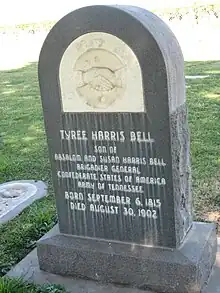 TYREE HARRIS BELL
SON OF
ABSALOM AND SUSAN HARRIS BELL
BRIGADIER GENERAL
CONFEDERATE STATES OF AMERICA
ARMY OF TENNESSEE
BORN SEPTEMBER 6, 1815
DIED AUGUST 30, 1902